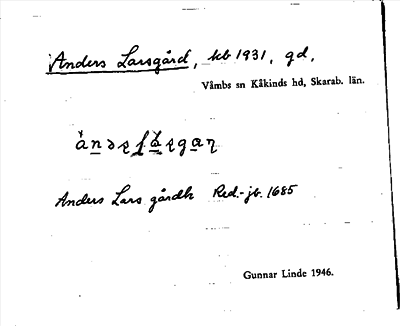 Anders Larsgård, kb 1931, gd,
Våmbs sn Kåkinds hd, Skarab. län.
Anders Lars gårdh Red.-jb. 1685
Gunnar Linde 1946.